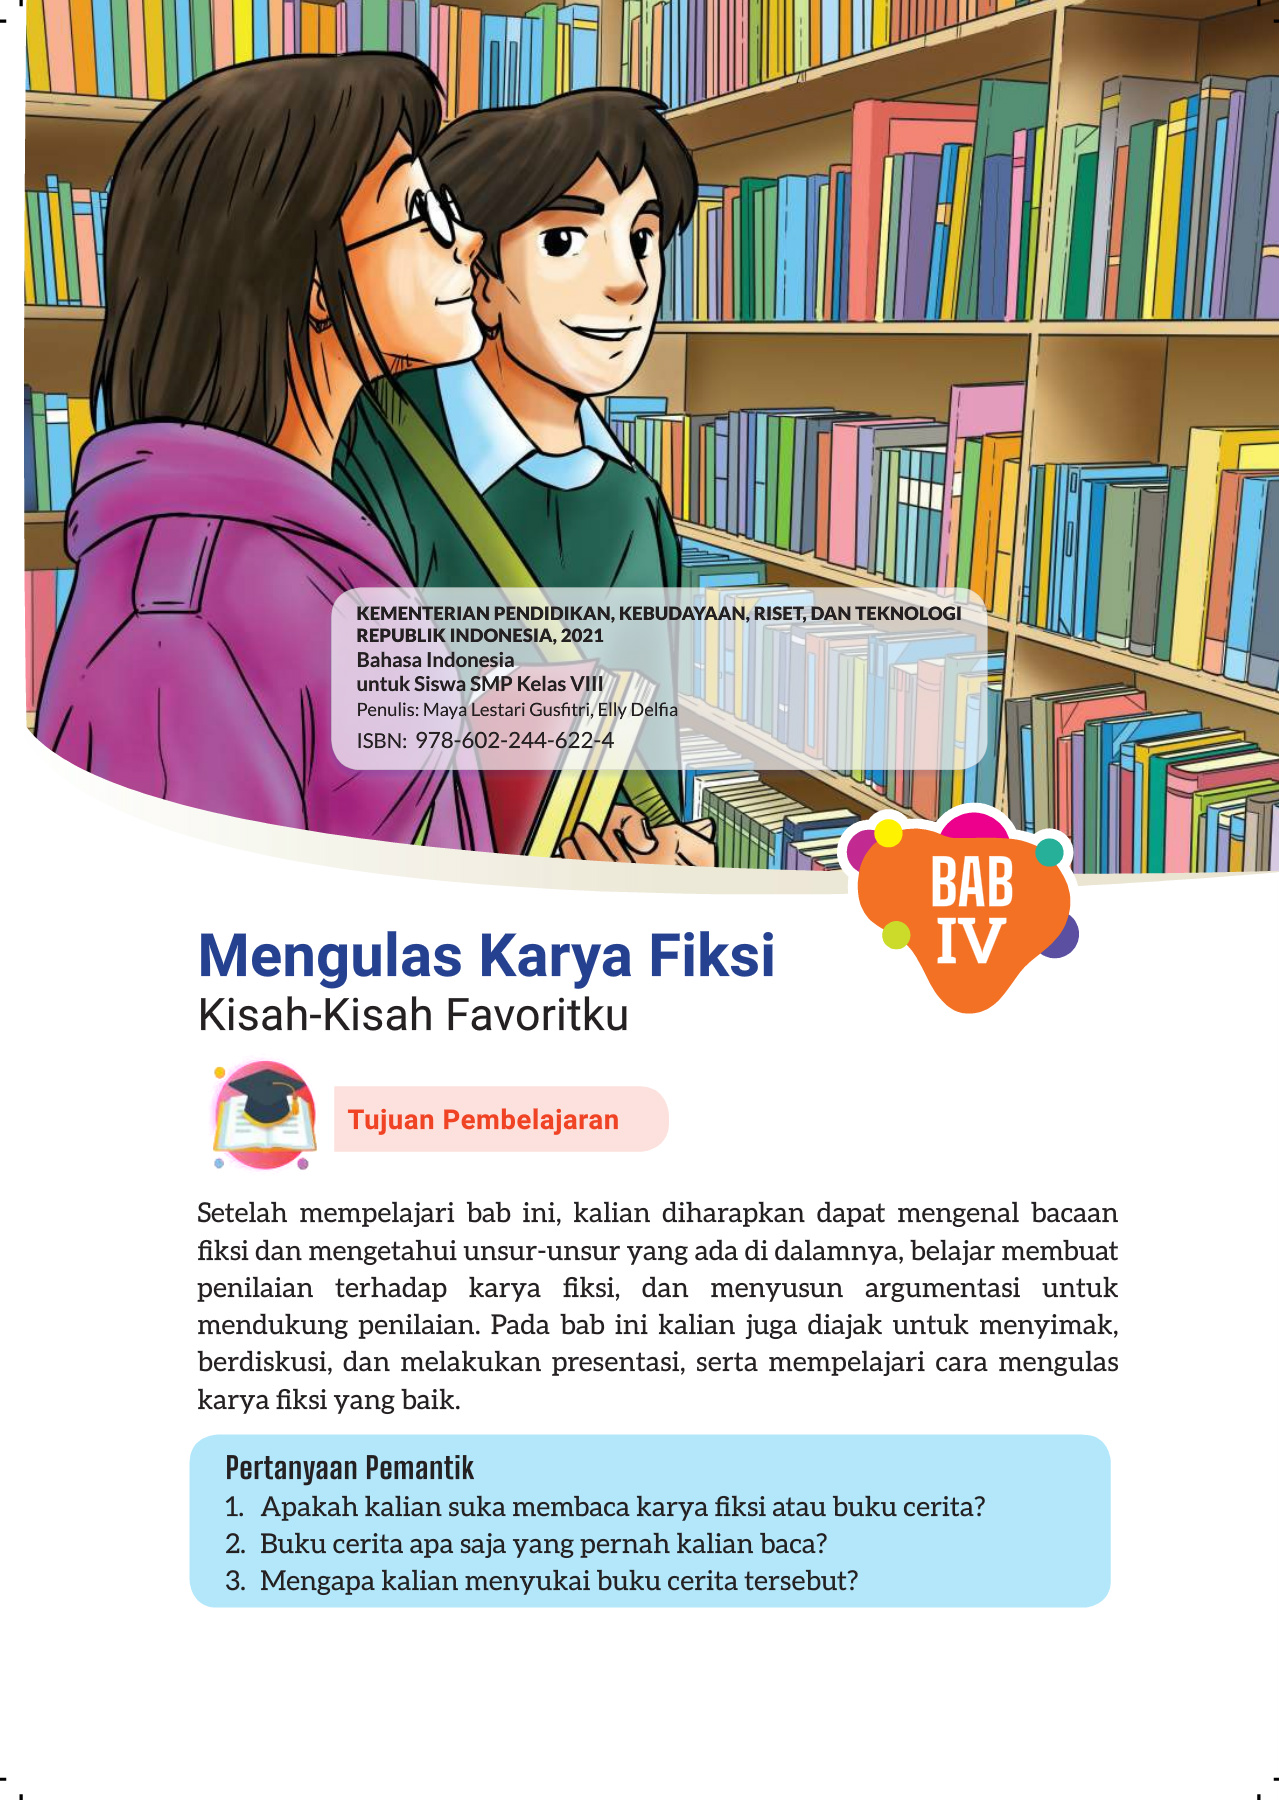 KEMENTERIAN PENDIDIKAN, KEBUDAYAAN, RISET, DAN TEKNOLOGI
REPUBLIK INDONESIA, 2021
Bahasa Indonesia
untuk Siswa SMP Kelas VIII
Penulis: Maya Lestari Gusfitri, Elly Delfia
ISBN: 978-602-244-622-4
BAB
IV
Mengulas Karya Fiksi
Kisah-Kisah Favoritku
Tujuan Pembelajaran
Setelah mempelajari bab ini, kalian diharapkan dapat mengenal bacaan
fiksi dan mengetahui unsur-unsur yang ada di dalamnya, belajar membuat
penilaian terhadap karya fiksi, dan menyusun argumentasi untuk
mendukung penilaian. Pada bab ini kalian juga diajak untuk menyimak,
berdiskusi, dan melakukan presentasi, serta mempelajari cara mengulas
karya fiksi yang baik.
Pertanyaan Pemantik
1. Apakah kalian suka membaca karya fiksi atau buku cerita?
2. Buku cerita apa saja yang pernah kalian baca?
3. Mengapa kalian menyukai buku cerita tersebut?